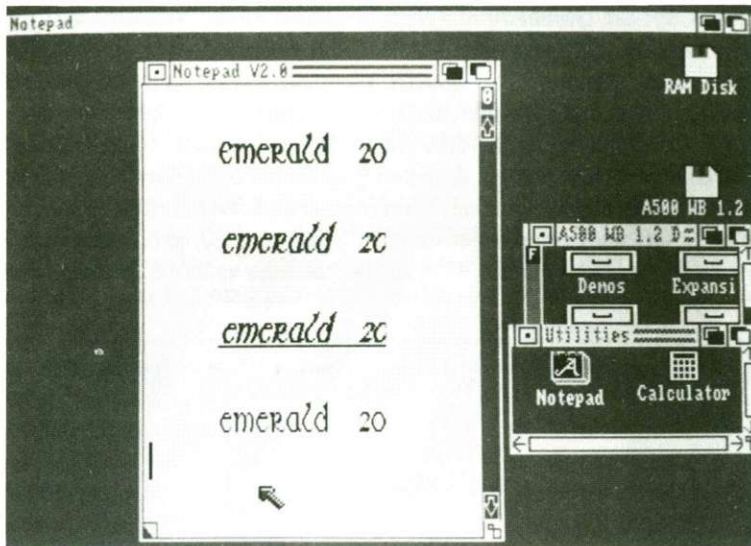 Notepad
Notepad V2.0
RAM Disk
emerald 20
A500 WB 1.2
emerald 20
A500 WB 1.2 D
Demos Expansi
emerald 20
Utilities
Notepad Calculator
emerald 20